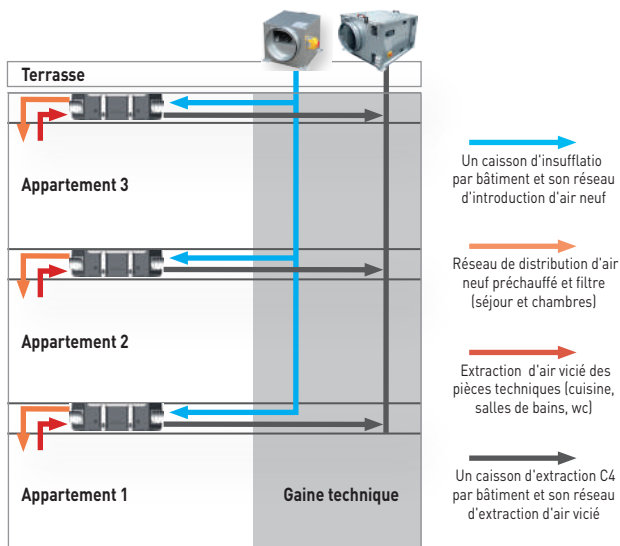 Terrasse
Appartement 3
Appartement 2
Appartement 1
Gaine technique
Un caisson d'insufflatio
par bâtiment et son réseau
d'introduction d'air neuf
Réseau de distribution d'air
neuf préchauffé et filtre
(séjour et chambres)
Extraction d'air vicié des
pièces techniques (cuisine,
salles de bains, wc)
Un caisson d'extraction C4
par bâtiment et son réseau
d'extraction d'air vicié